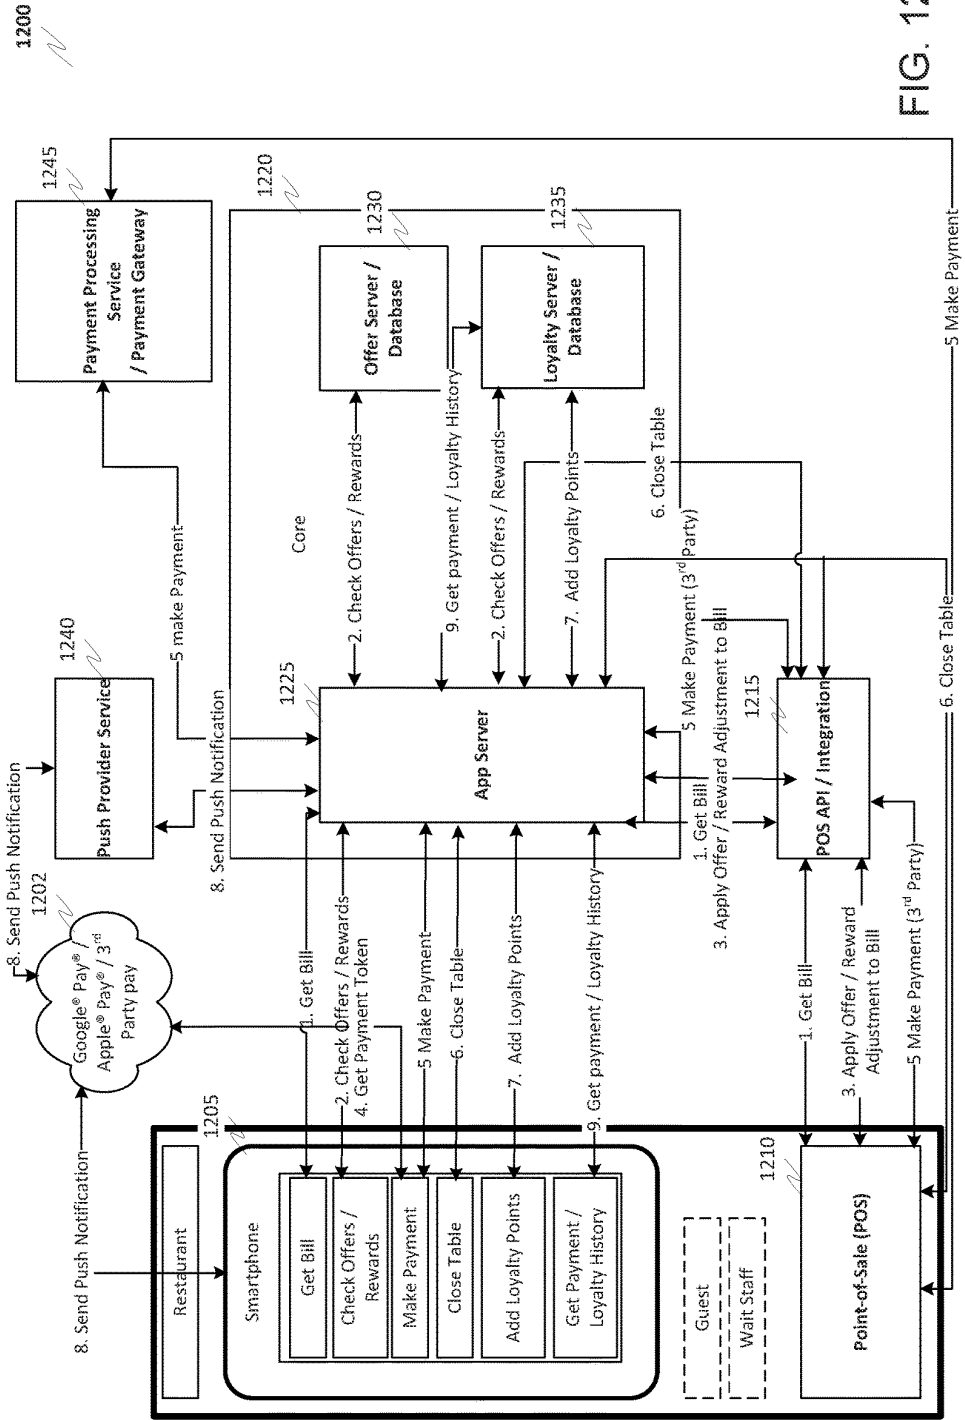 1200
FIG. 12
Payment Processing
Service
/ Payment Gateway
1245
1220
Offer Server /
Database
1230
Loyalty Server /
Database
1235
5 Make Payment
5 make Payment
Core
2. Check Offers / Rewards
9. Get payment / Loyalty History
2. Check Offers / Rewards
7. Add Loyalty Points
6. Close Table
8. Send Push Notification
Push Provider Service
1240
8. Send Push Notification
App Server
1225
5 Make Payment (3rd Party)
1. Get Bill
3. Apply Offer / Reward Adjustment to Bill
POS API / Integration
1215
6. Close Table
Google® Pay® /
Apple® Pay® / 3rd
Party pay
1202
1. Get Bill
2. Check Offers / Rewards
4. Get Payment Token
5 Make Payment
6. Close Table
7. Add Loyalty Points
9. Get payment / Loyalty History
1. Get Bill
3. Apply Offer / Reward
Adjustment to Bill
5 Make Payment (3rd Party)
8. Send Push Notification
Restaurant
Smartphone
1205
Get Bill
Check Offers /
Rewards
Make Payment
Close Table
Add Loyalty Points
Get Payment /
Loyalty History
Guest
Wait Staff
Point-of-Sale (POS)
1210